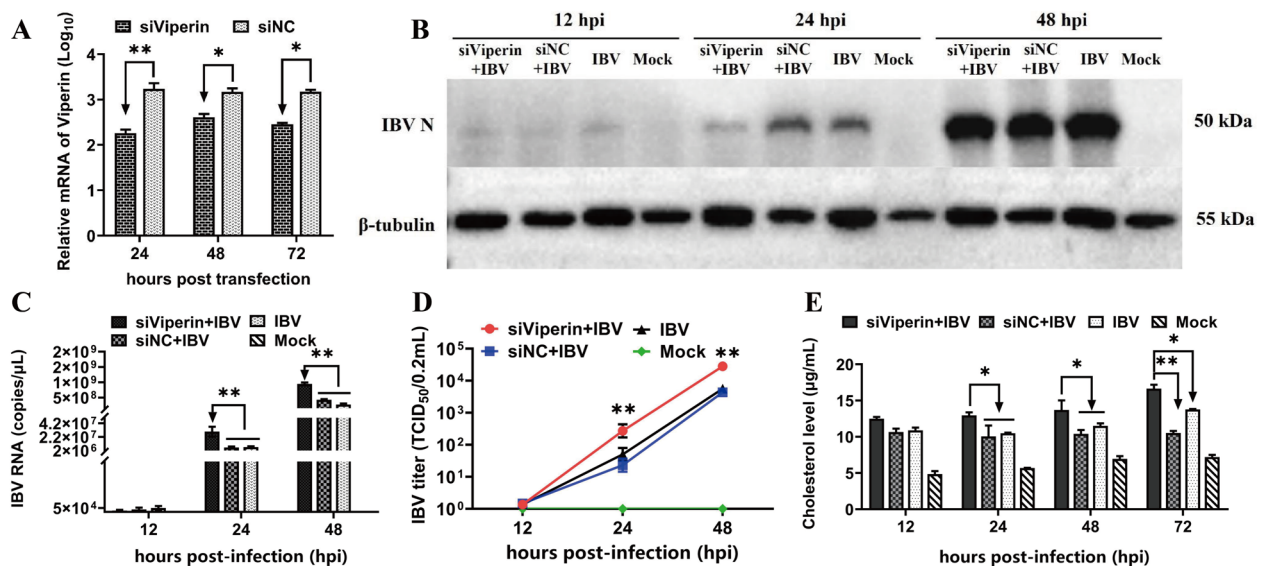 A
siViperin siNC
Relative mRNA of Viperin (Log10)
4
3
2
1
0
** * *
24 48 72
hours post transfection
B
12 hpi 24 hpi 48 hpi
siViperin +IBV siNC +IBV IBV Mock siViperin +IBV siNC +IBV IBV Mock siViperin +IBV siNC +IBV IBV Mock
IBV N 50 kDa
β-tubulin 55 kDa
C
siViperin+IBV IBV
siNC+IBV Mock
IBV RNA (copies/μL)
2×10⁹
2×10⁹
1×10⁹
5×10⁸
4.2×10⁷
2.2×10⁷
2×10⁶
5×10⁴
** **
12 24 48
hours post-infection (hpi)
D
siViperin+IBV IBV
siNC+IBV Mock
IBV titer (TCID50/0.2mL)
10⁵
10⁴
10³
10²
10¹
10⁰
** **
12 24 48
hours post-infection (hpi)
E
siViperin+IBV siNC+IBV IBV Mock
Cholesterol level (μg/mL)
20
15
10
5
0
* * ** *
12 24 48 72
hours post-infection (hpi)